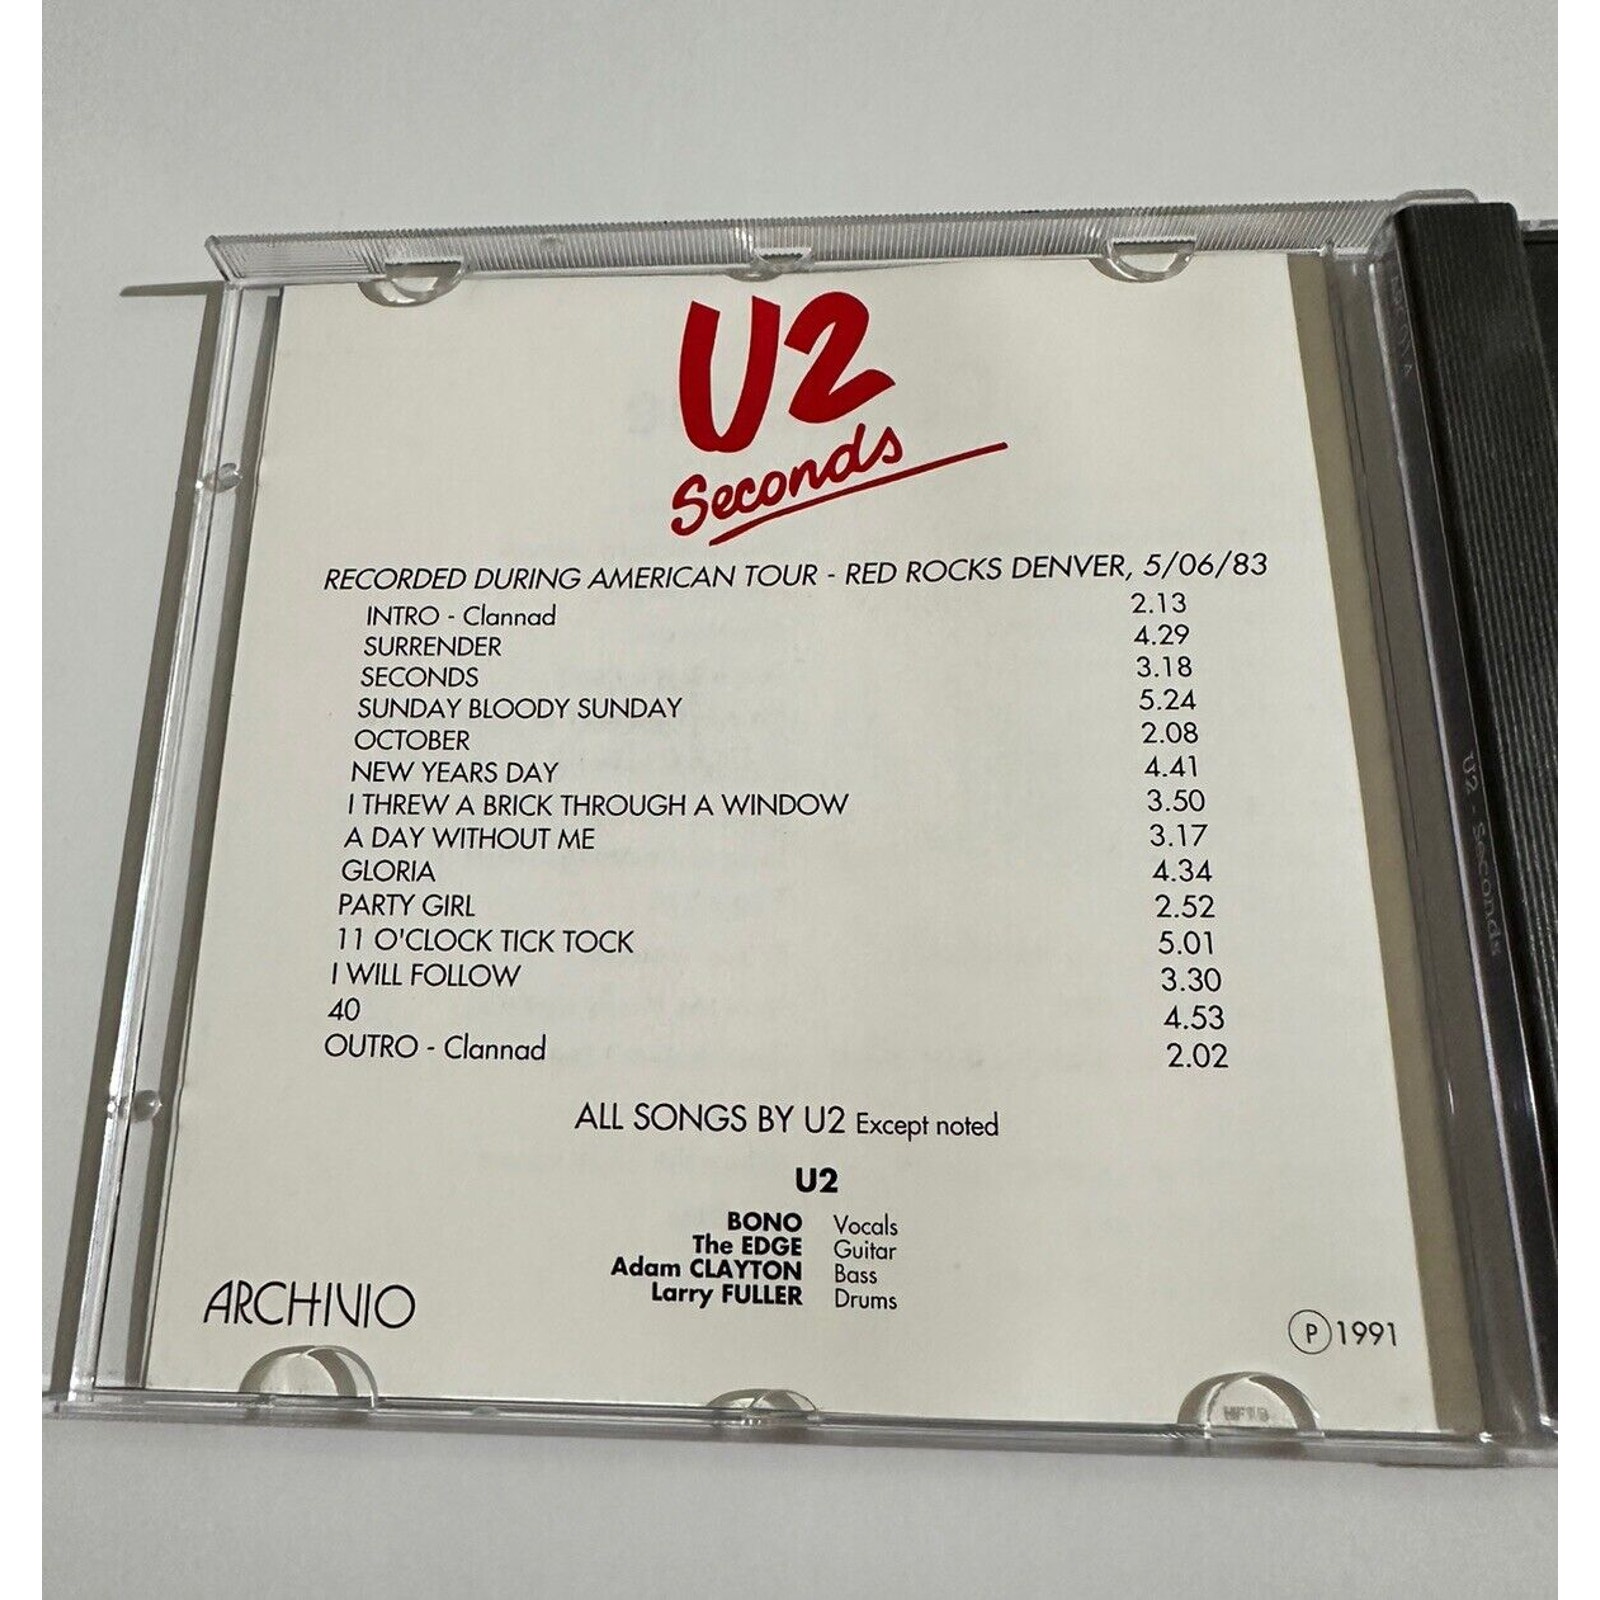 U2
Seconds
RECORDED DURING AMERICAN TOUR - RED ROCKS DENVER, 5/06/83
INTRO - Clannad 2.13
SURRENDER 4.29
SECONDS 3.18
SUNDAY BLOODY SUNDAY 5.24
OCTOBER 2.08
NEW YEARS DAY 4.41
I THREW A BRICK THROUGH A WINDOW 3.50
A DAY WITHOUT ME 3.17
GLORIA 4.34
PARTY GIRL 2.52
11 O'CLOCK TICK TOCK 5.01
I WILL FOLLOW 3.30
40 4.53
OUTRO - Clannad 2.02
ALL SONGS BY U2 Except noted
U2
BONO Vocals
The EDGE Guitar
Adam CLAYTON Bass
Larry FULLER Drums
ARCHIVIO
Ⓟ 1991
U2 - Seconds